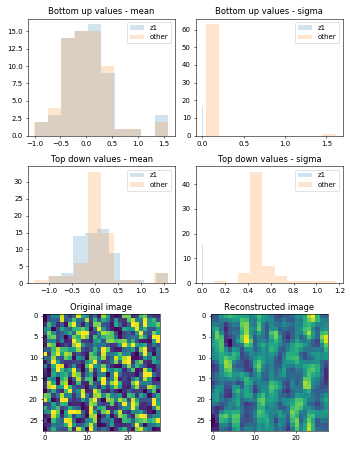 Bottom up values - mean
Bottom up values - sigma
17.5
15.0
12.5
10.0
7.5
5.0
2.5
0.0
-1.0 -0.5 0.0 0.5 1.0 1.5
z1
other
60
50
40
30
20
10
0
0.0 0.5 1.0 1.5
z1
other
Top down values - mean
Top down values - sigma
30
25
20
15
10
5
0
-1.0 -0.5 0.0 0.5 1.0 1.5
z1
other
40
30
20
10
0
0.0 0.2 0.4 0.6 0.8 1.0 1.2
z1
other
Original image
Reconstructed image
0
5
10
15
20
25
0 10 20
0
5
10
15
20
25
0 10 20